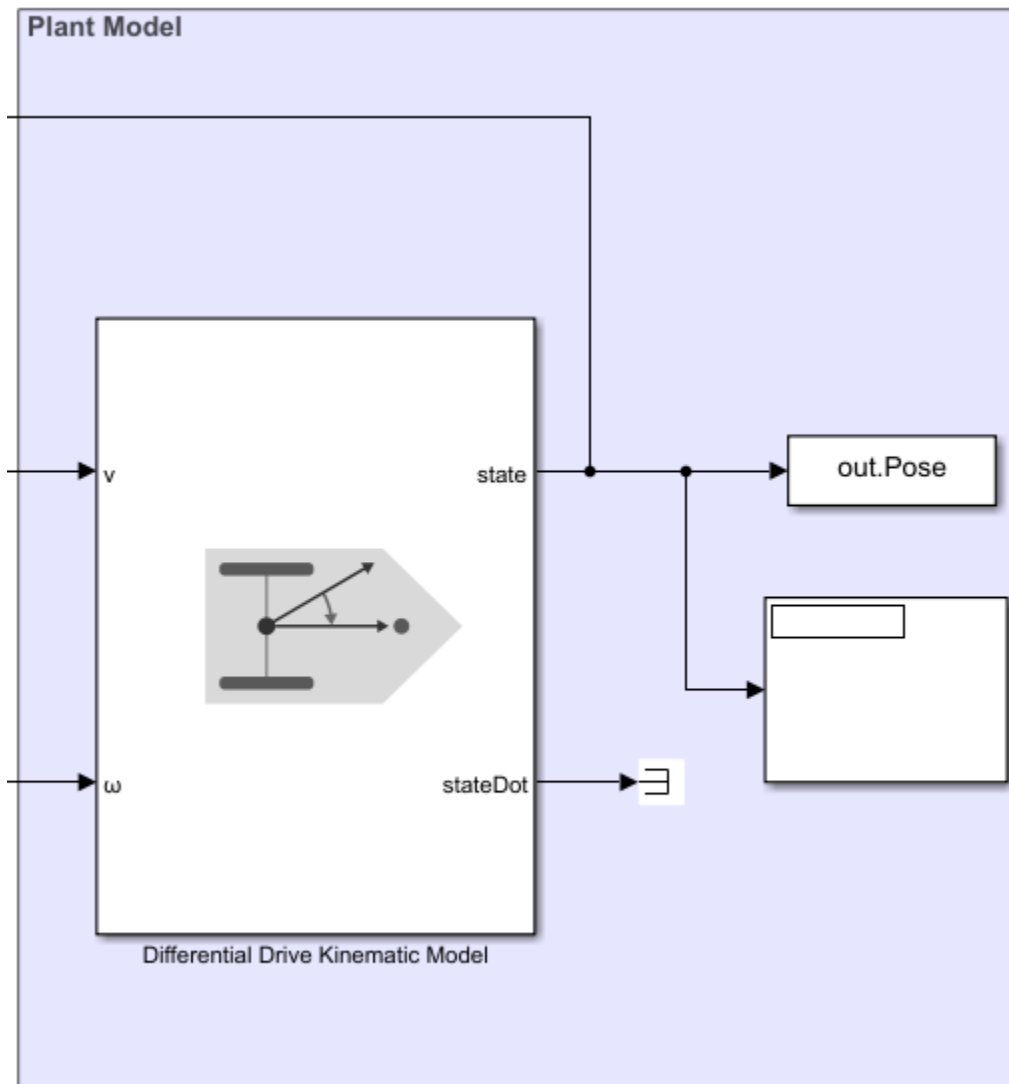 Plant Model
v
state
out.Pose
ω
stateDot
Differential Drive Kinematic Model